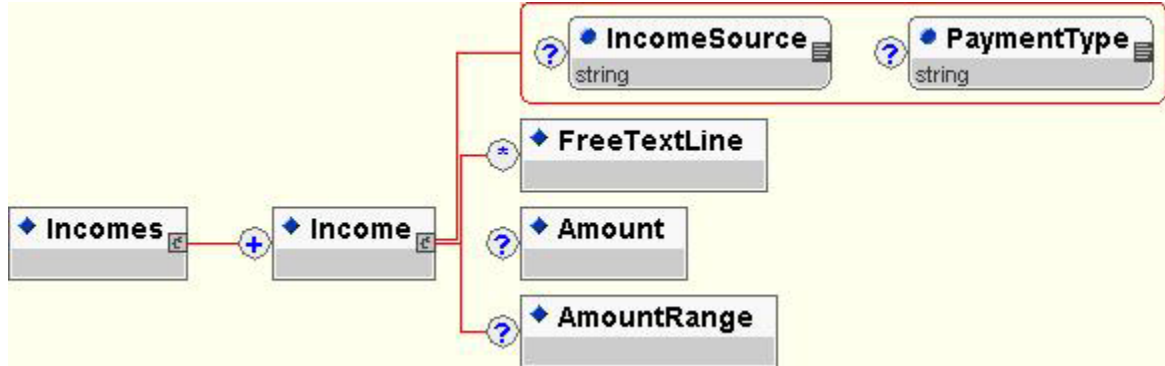 ? IncomeSource
string
? PaymentType
string
* FreeTextLine
Incomes
+ Income
? Amount
? AmountRange